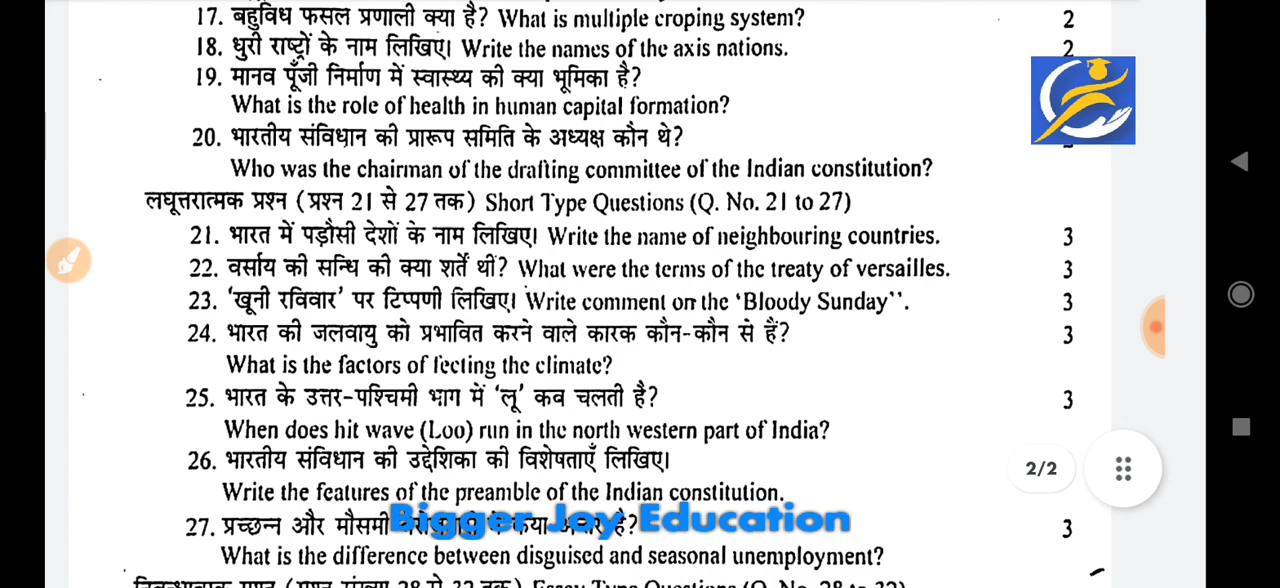 17. बहुविध फसल प्रणाली क्या है? What is multiple croping system? 2
18. धुरी राष्ट्रों के नाम लिखिए। Write the names of the axis nations. 2
19. मानव पूँजी निर्माण में स्वास्थ्य की क्या भूमिका है?
What is the role of health in human capital formation?
20. भारतीय संविधान की प्रारूप समिति के अध्यक्ष कौन थे?
Who was the chairman of the drafting committee of the Indian constitution?
लघूत्तरात्मक प्रश्न (प्रश्न 21 से 27 तक) Short Type Questions (Q. No. 21 to 27)
21. भारत में पड़ौसी देशों के नाम लिखिए। Write the name of neighbouring countries. 3
22. वर्साय की सन्धि की क्या शर्तें थीं? What were the terms of the treaty of versailles. 3
23. 'खूनी रविवार' पर टिप्पणी लिखिए। Write comment on the 'Bloody Sunday''. 3
24. भारत की जलवायु को प्रभावित करने वाले कारक कौन-कौन से हैं? 3
What is the factors of fecting the climate?
25. भारत के उत्तर-पश्चिमी भाग में 'लू' कब चलती है? 3
When does hit wave (Loo) run in the north western part of India?
26. भारतीय संविधान की उद्देशिका की विशेषताएँ लिखिए।
2/2
Write the features of the preamble of the Indian constitution.
Bigger Joy Education
27. प्रच्छन्न और मौसमी है? 3
What is the difference between disguised and seasonal unemployment?
Essay Type Questions (Q. No. 28 to 32)